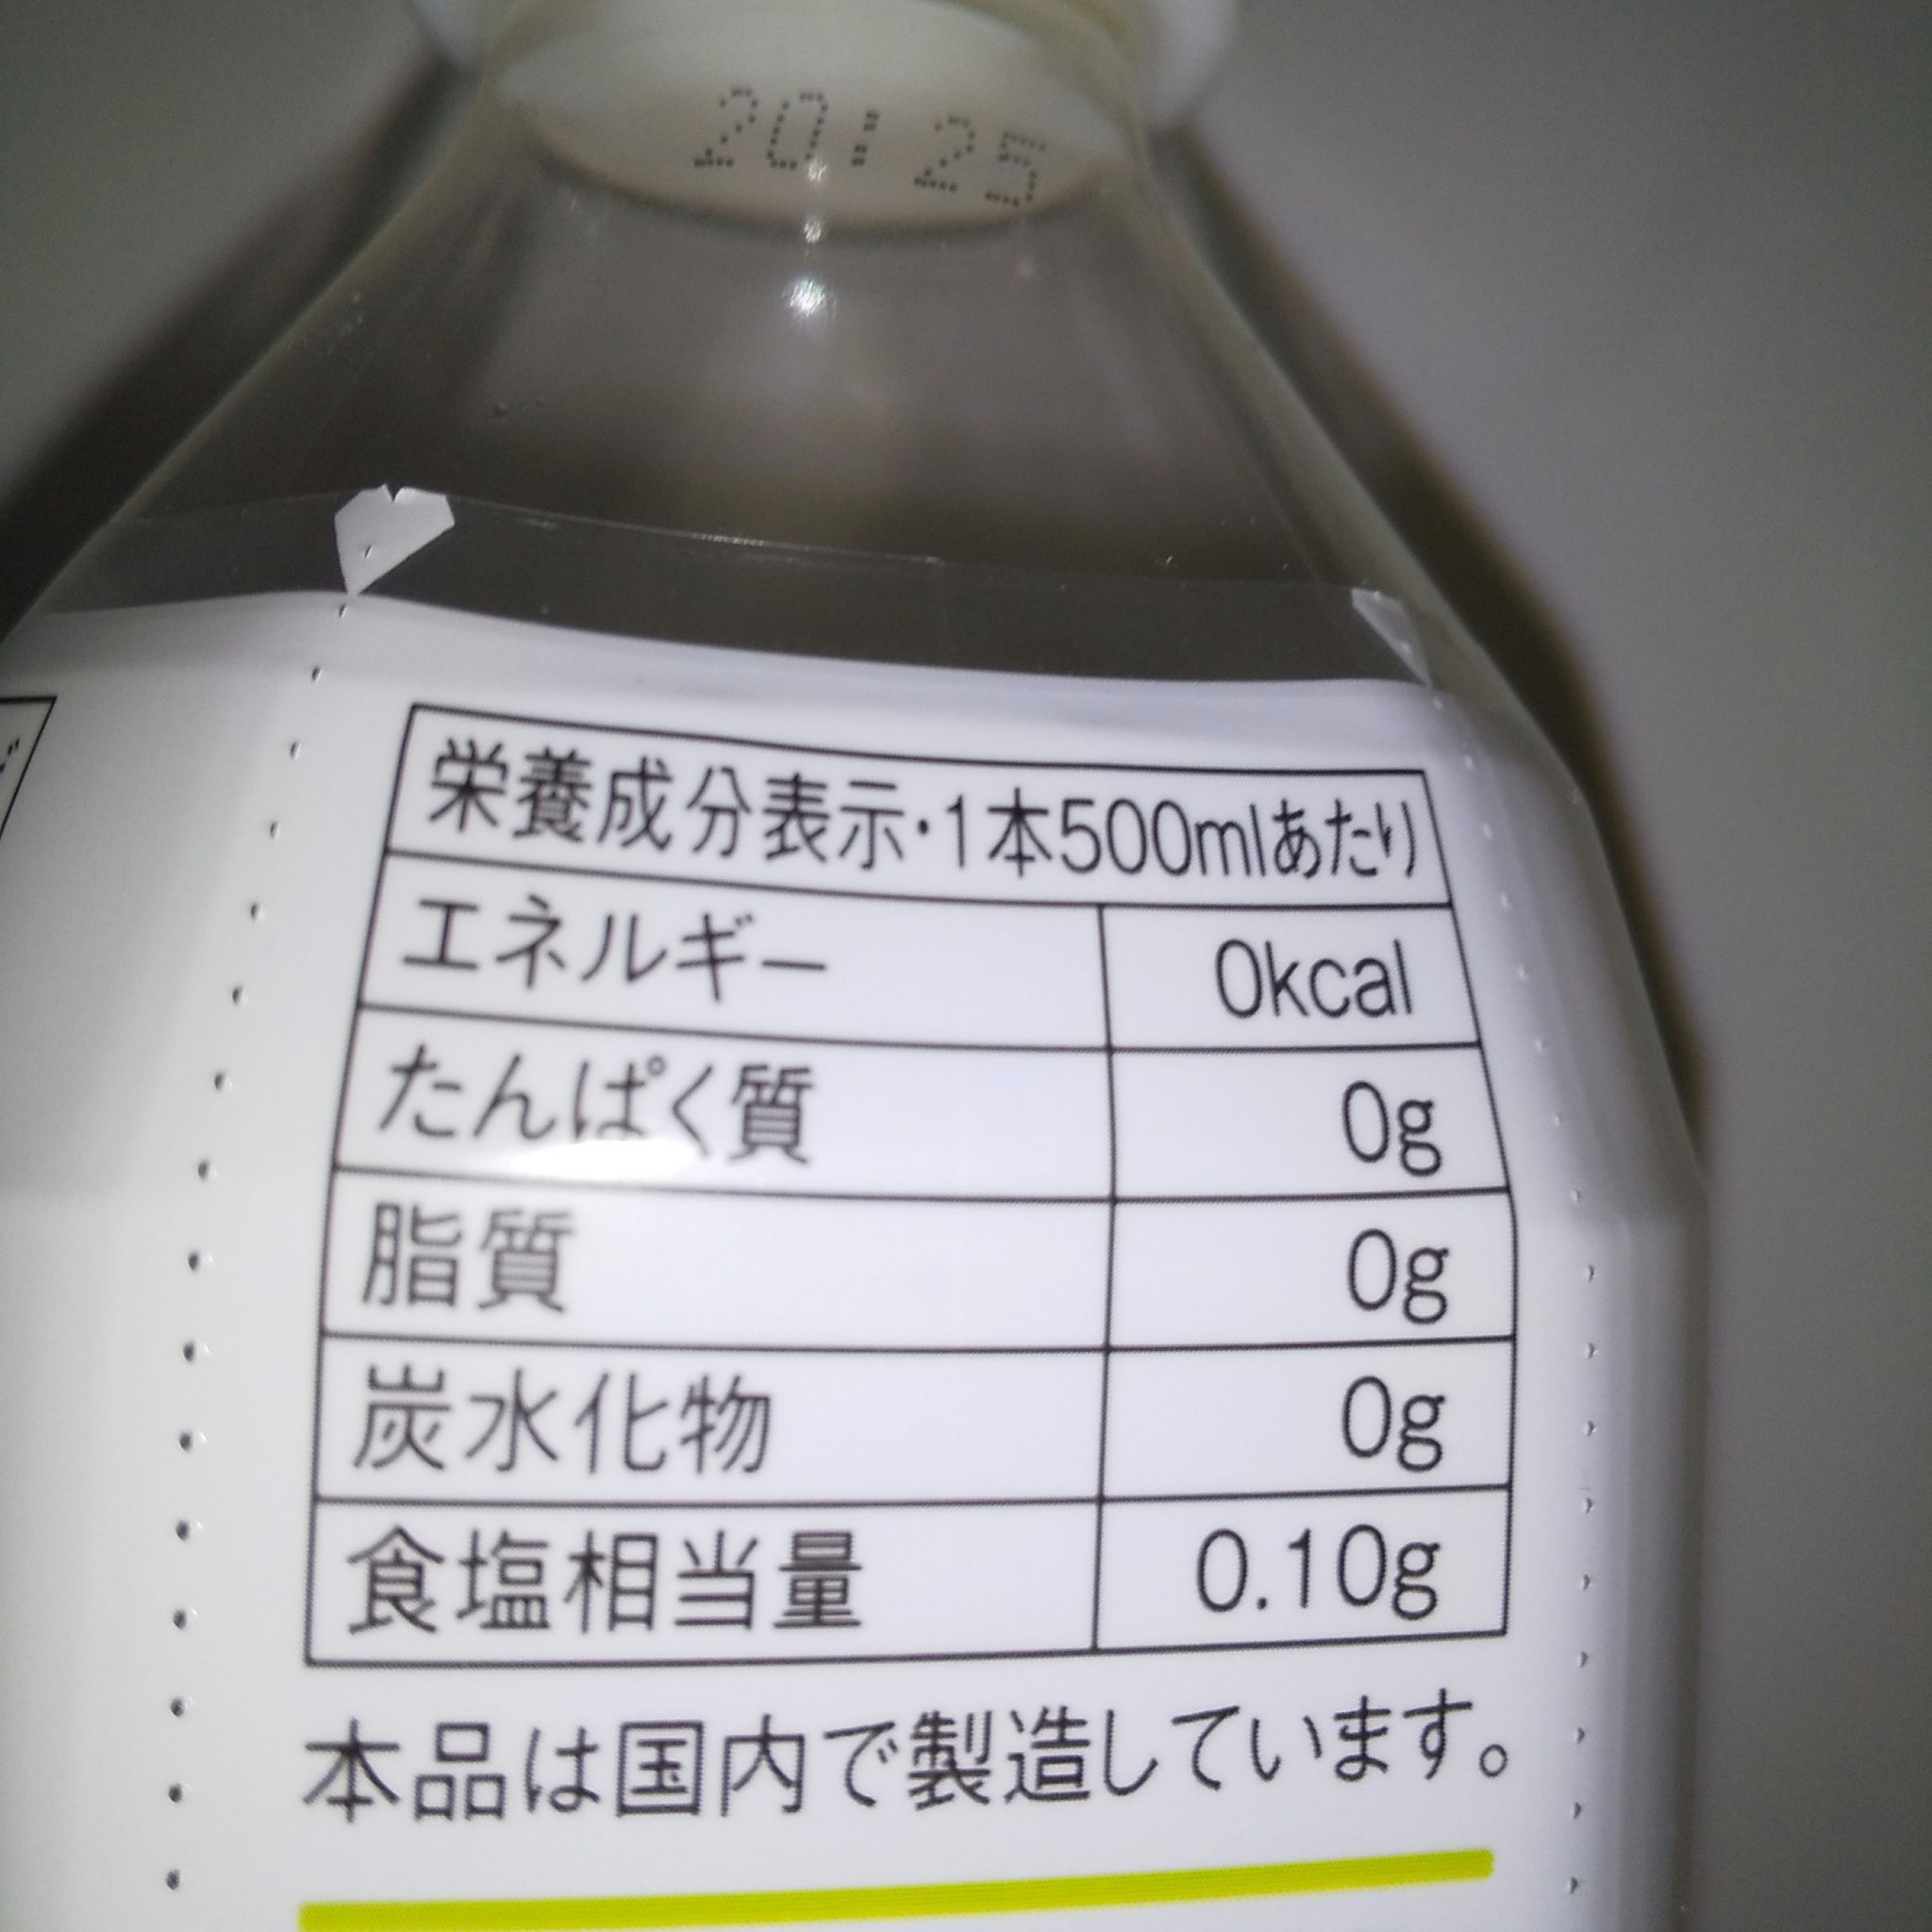 20:25
栄養成分表示・1本500mlあたり
エネルギー 0kcal
たんぱく質 0g
脂質 0g
炭水化物 0g
食塩相当量 0.10g
本品は国内で製造しています。